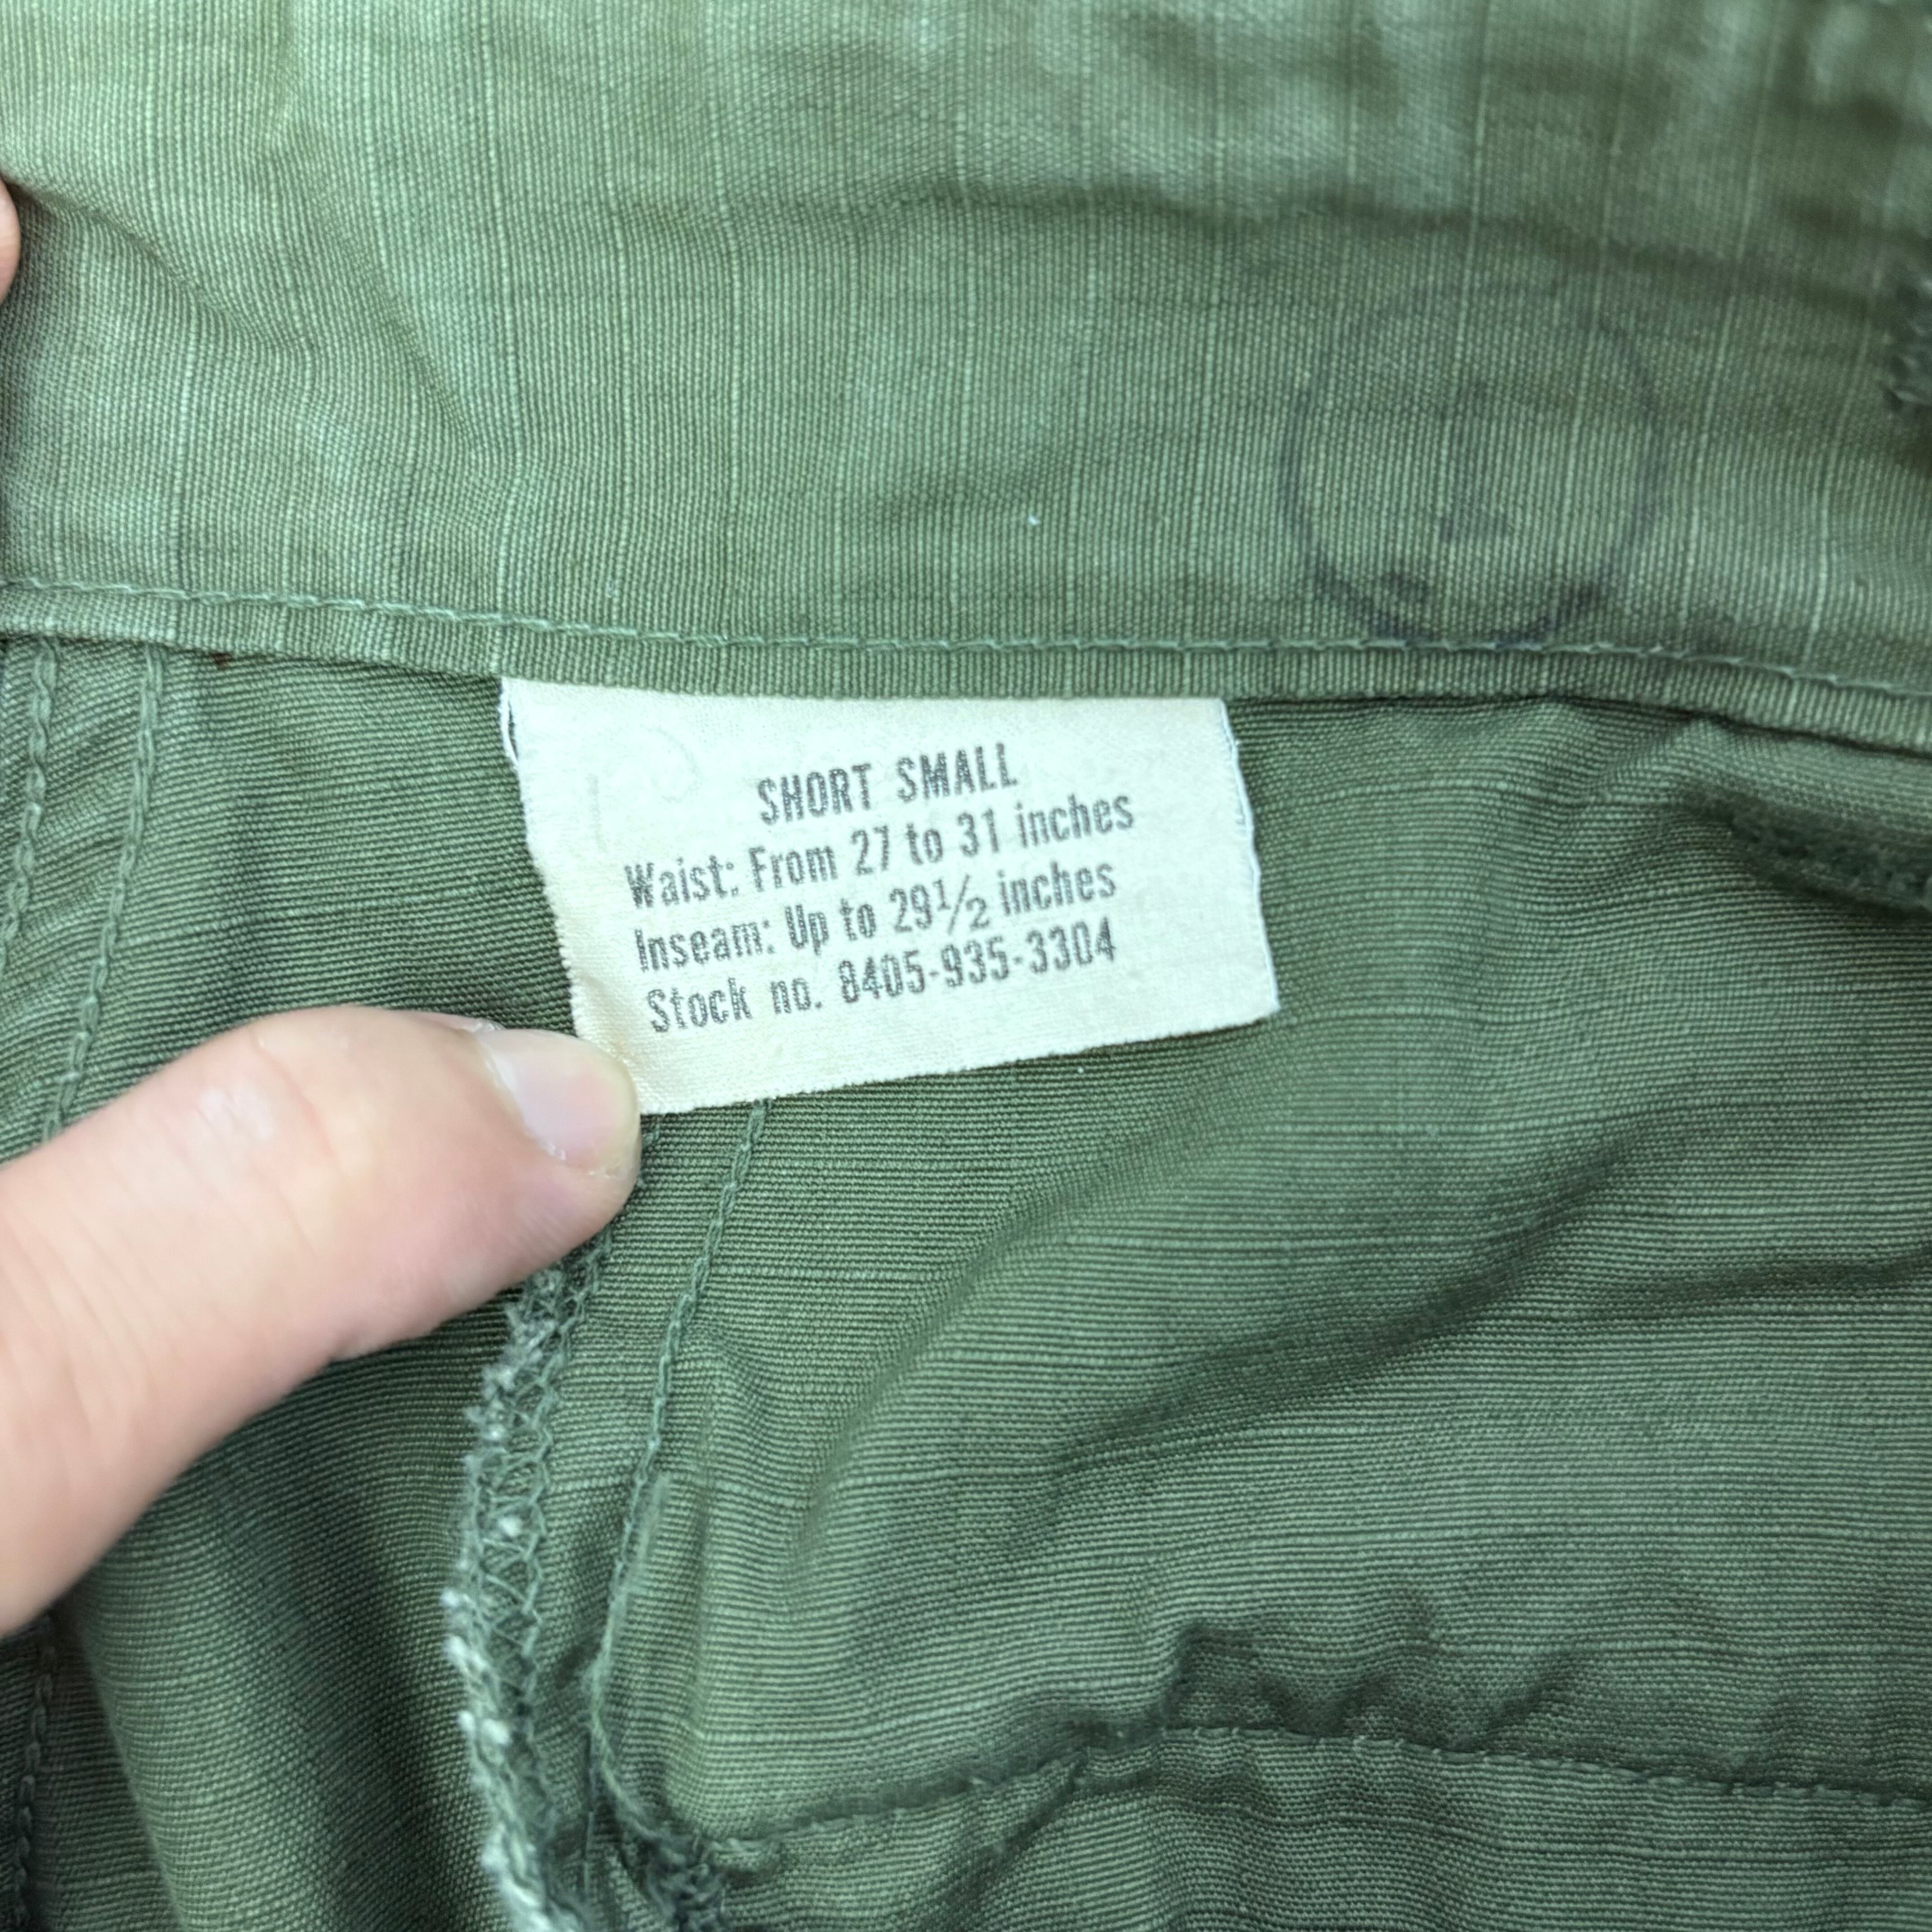 SHORT SMALL
Waist: From 27 to 31 inches
Inseam: Up to 29½ inches
Stock no. 8405-935-3304